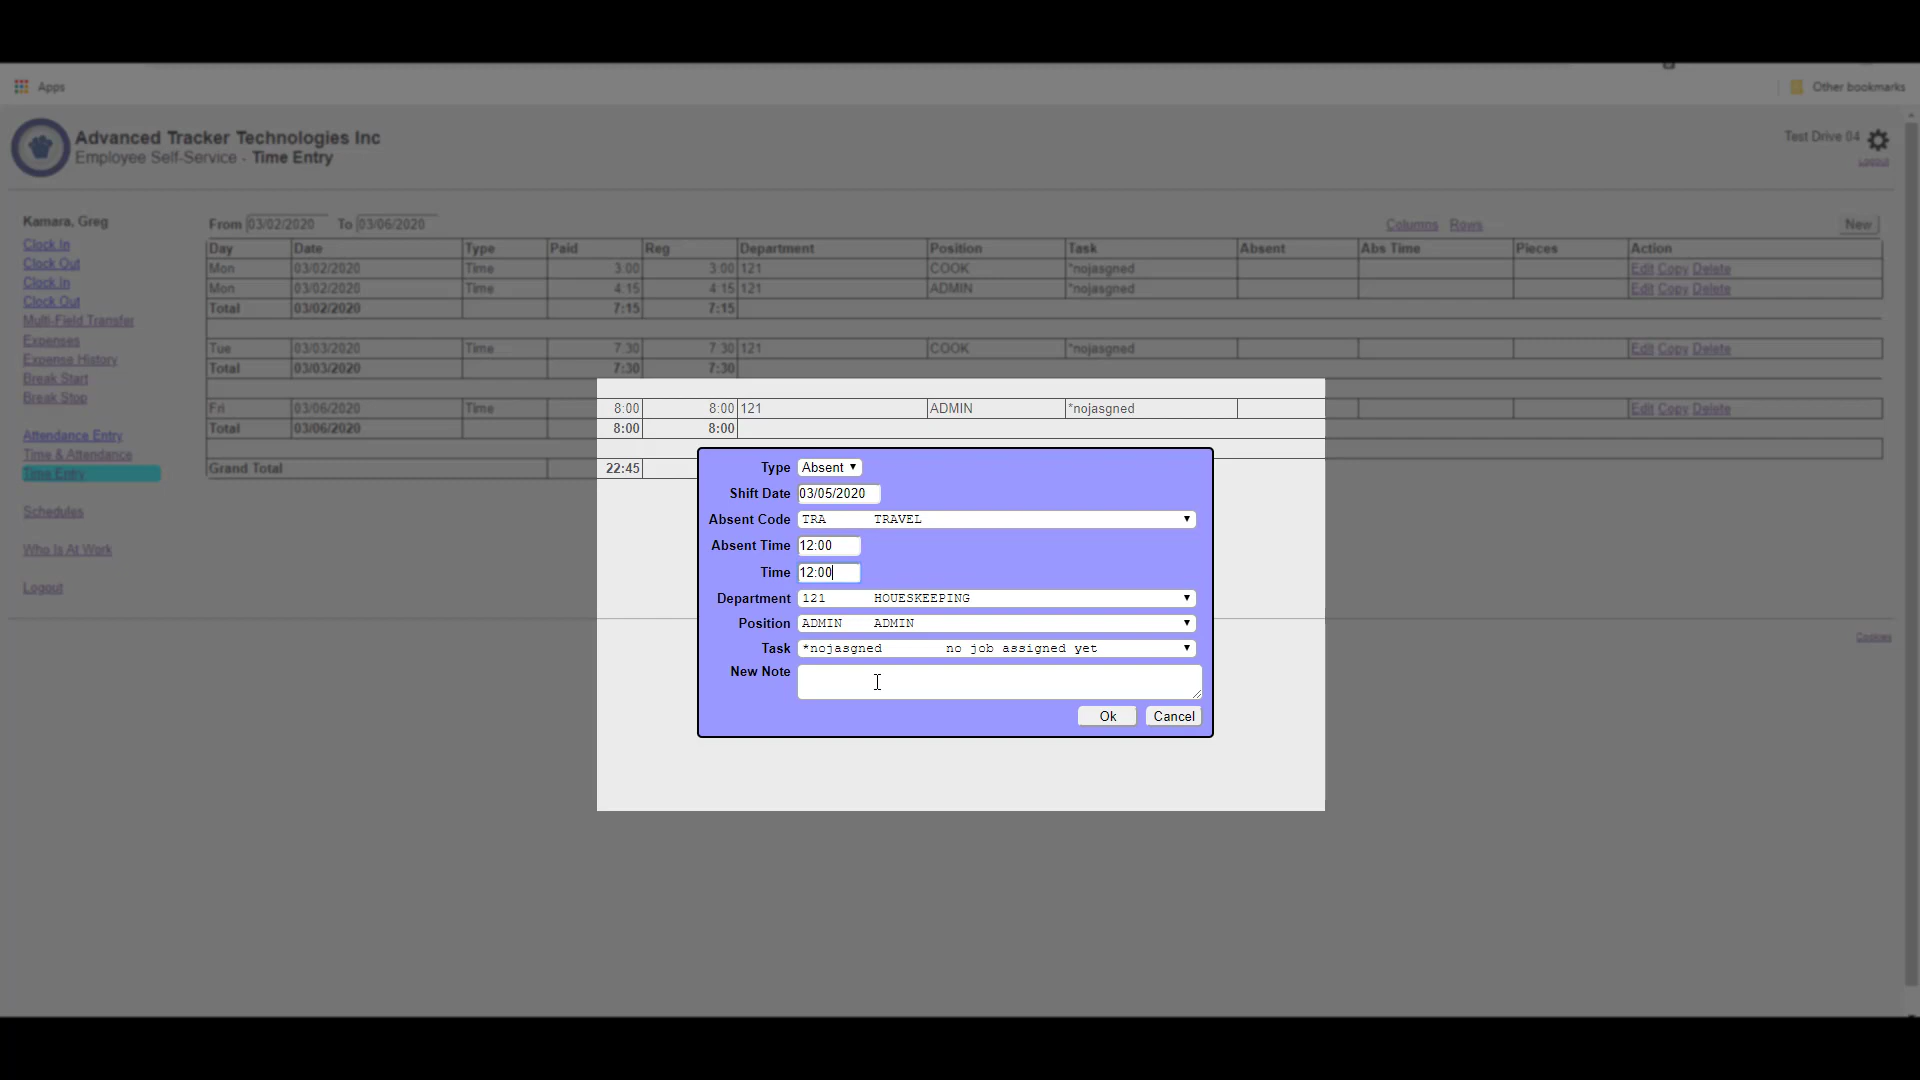 Apps
Other bookmarks
Advanced Tracker Technologies Inc
Employee Self-Service - Time Entry
Test Drive 04
Logout
Kamara, Greg
Clock In
Clock Out
Clock In
Clock Out
Multi-Field Transfer
Expenses
Expense History
Break Start
Break Stop
Attendance Entry
Time & Attendance
Time Entry
Schedules
Who Is At Work
Logout
From 03/02/2020 To 03/06/2020 Columns Rows New
Day Date Type Paid Reg Department Position Task Absent Abs Time Pieces Action
Mon 03/02/2020 Time 3:00 3:00 121 COOK *nojasgned Edit Copy Delete
Mon 03/02/2020 Time 4:15 4:15 121 ADMIN *nojasgned Edit Copy Delete
Total 03/02/2020 7:15 7:15
Tue 03/03/2020 Time 7:30 7:30 121 COOK *nojasgned Edit Copy Delete
Total 03/03/2020 7:30 7:30
Fri 03/06/2020 Time 8:00 8:00 121 ADMIN *nojasgned Edit Copy Delete
Total 03/06/2020 8:00 8:00
Grand Total 22:45
Type Absent
Shift Date 03/05/2020
Absent Code TRA TRAVEL
Absent Time 12:00
Time 12:00
Department 121 HOUESKEEPING
Position ADMIN ADMIN
Task *nojasgned no job assigned yet
New Note
Ok Cancel
Cookies